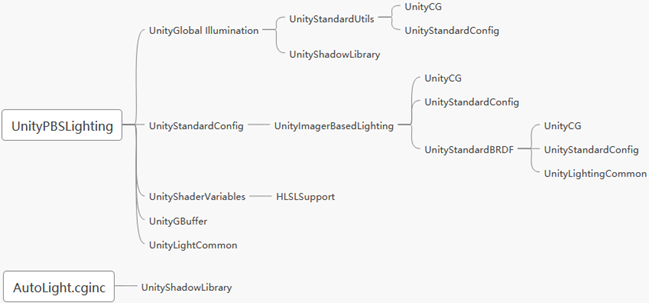 UnityCG
UnityStandardUtils
UnityGlobal Illumination
UnityStandardConfig
UnityShadowLibrary
UnityCG
UnityStandardConfig
UnityPBSLighting
UnityStandardConfig
UnityImagerBasedLighting
UnityCG
UnityStandardBRDF
UnityStandardConfig
UnityLightingCommon
UnityShaderVariables
HLSLSupport
UnityGBuffer
UnityLightCommon
AutoLight.cginc
UnityShadowLibrary